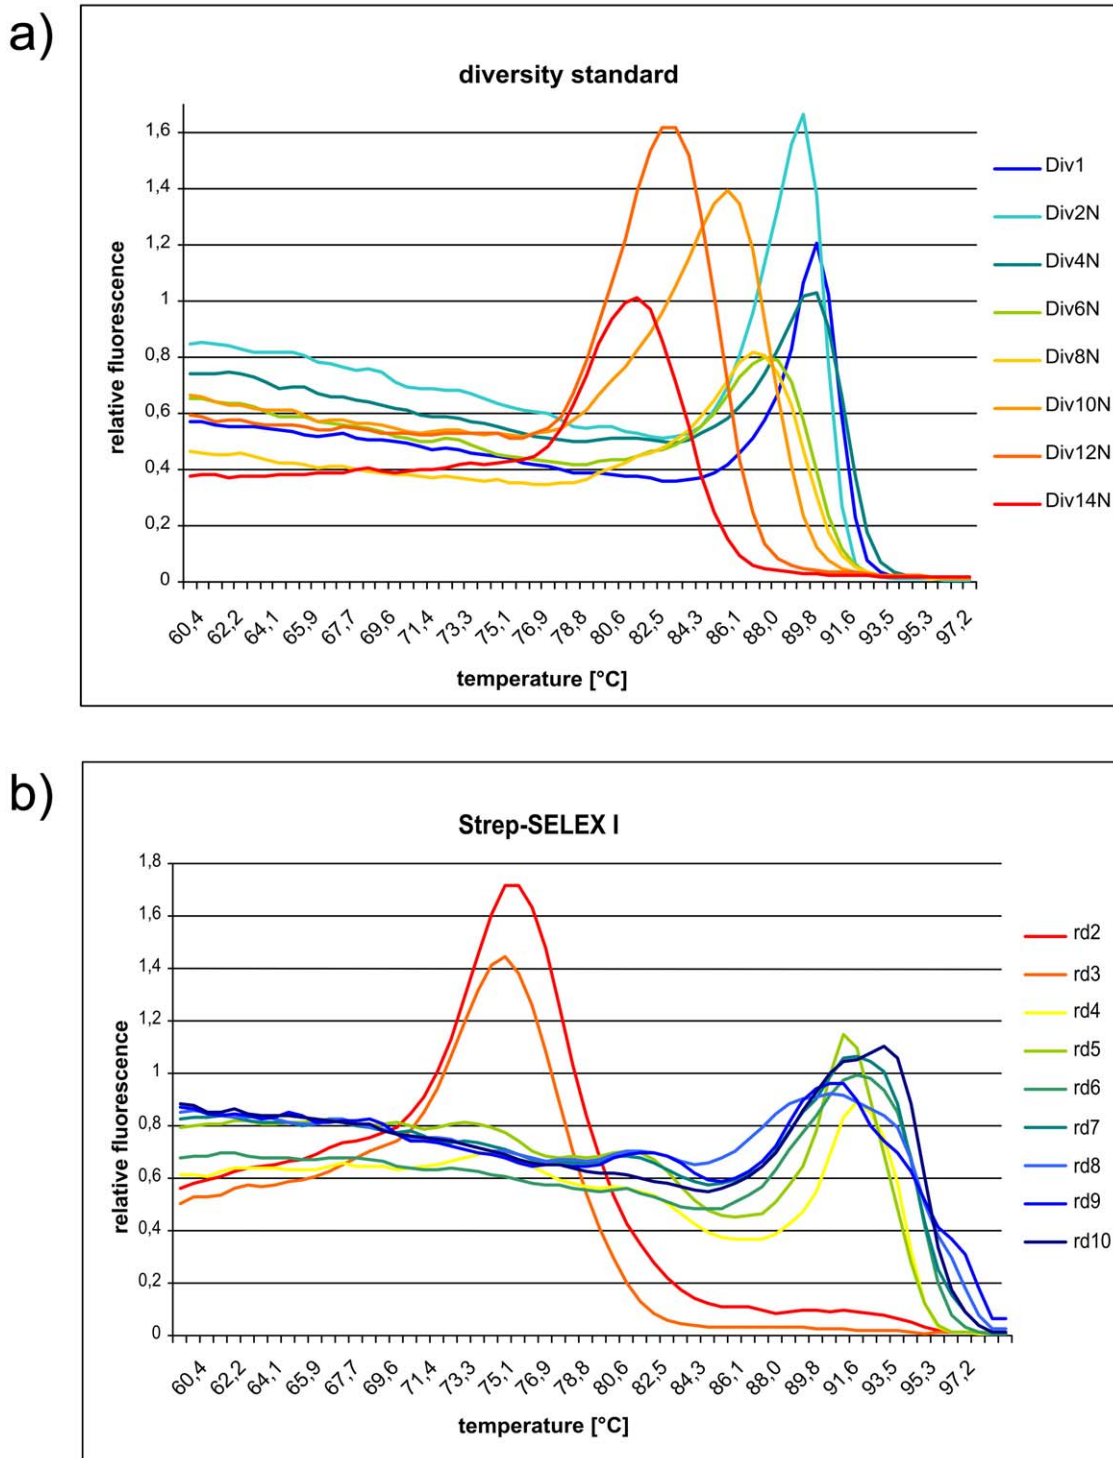 a)
diversity standard
relative fluorescence
1,6
1,4
1,2
1
0,8
0,6
0,4
0,2
0
60,4 62,2 64,1 65,9 67,7 69,6 71,4 73,3 75,1 76,9 78,8 80,6 82,5 84,3 86,1 88,0 89,8 91,6 93,5 95,3 97,2
temperature [°C]
Div1
Div2N
Div4N
Div6N
Div8N
Div10N
Div12N
Div14N
b)
Strep-SELEX I
relative fluorescence
1,8
1,6
1,4
1,2
1
0,8
0,6
0,4
0,2
0
60,4 62,2 64,1 65,9 67,7 69,6 71,4 73,3 75,1 76,9 78,8 80,6 82,5 84,3 86,1 88,0 89,8 91,6 93,5 95,3 97,2
temperature [°C]
rd2
rd3
rd4
rd5
rd6
rd7
rd8
rd9
rd10